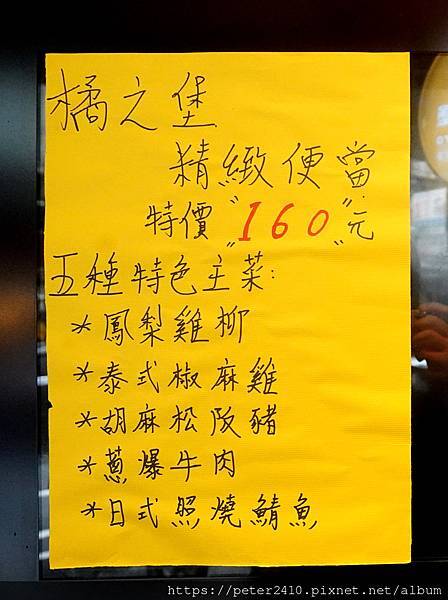 橘之堡
精緻便當
特價"160"元
五種特色主菜:
*鳳梨雞柳
*泰式椒麻雞
*胡麻松阪豬
*蔥爆牛肉
*日式照燒鯖魚
https://peter2410.pixnet.net/album